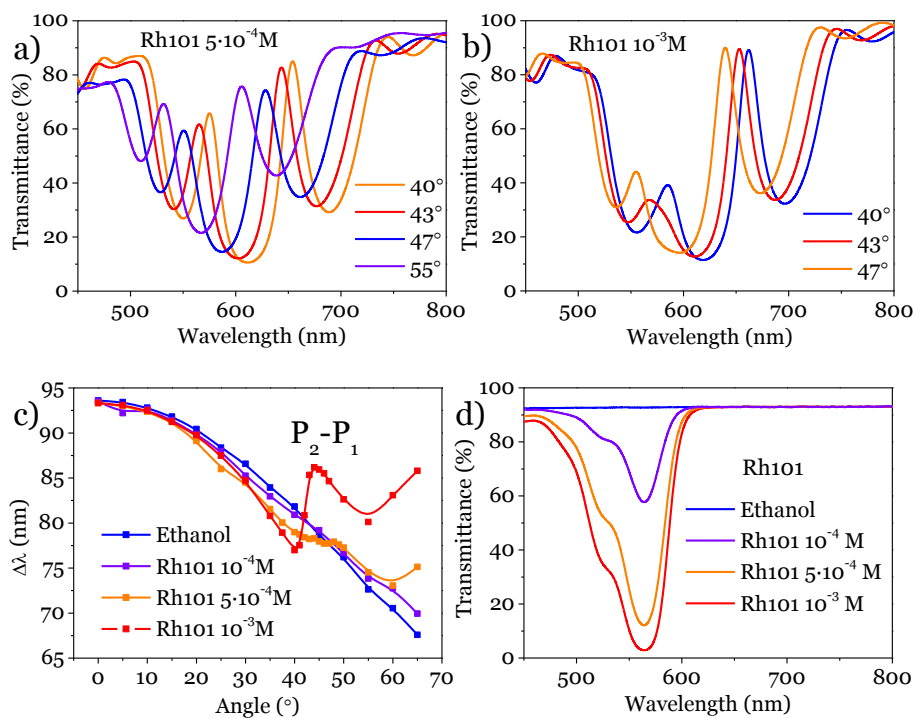 a)
Rh101 5·10⁻⁴M
Transmittance (%)
100
80
60
40
20
0
40°
43°
47°
55°
500
600
700
800
Wavelength (nm)
b)
Rh101 10⁻³M
Transmittance (%)
100
80
60
40
20
0
40°
43°
47°
500
600
700
800
Wavelength (nm)
c)
P₂-P₁
Δλ (nm)
95
90
85
80
75
70
65
Ethanol
Rh101 10⁻⁴M
Rh101 5·10⁻⁴M
Rh101 10⁻³M
0
10
20
30
40
50
60
70
Angle (°)
d)
Rh101
Transmittance (%)
100
80
60
40
20
0
Ethanol
Rh101 10⁻⁴ M
Rh101 5·10⁻⁴ M
Rh101 10⁻³ M
500
600
700
800
Wavelength (nm)